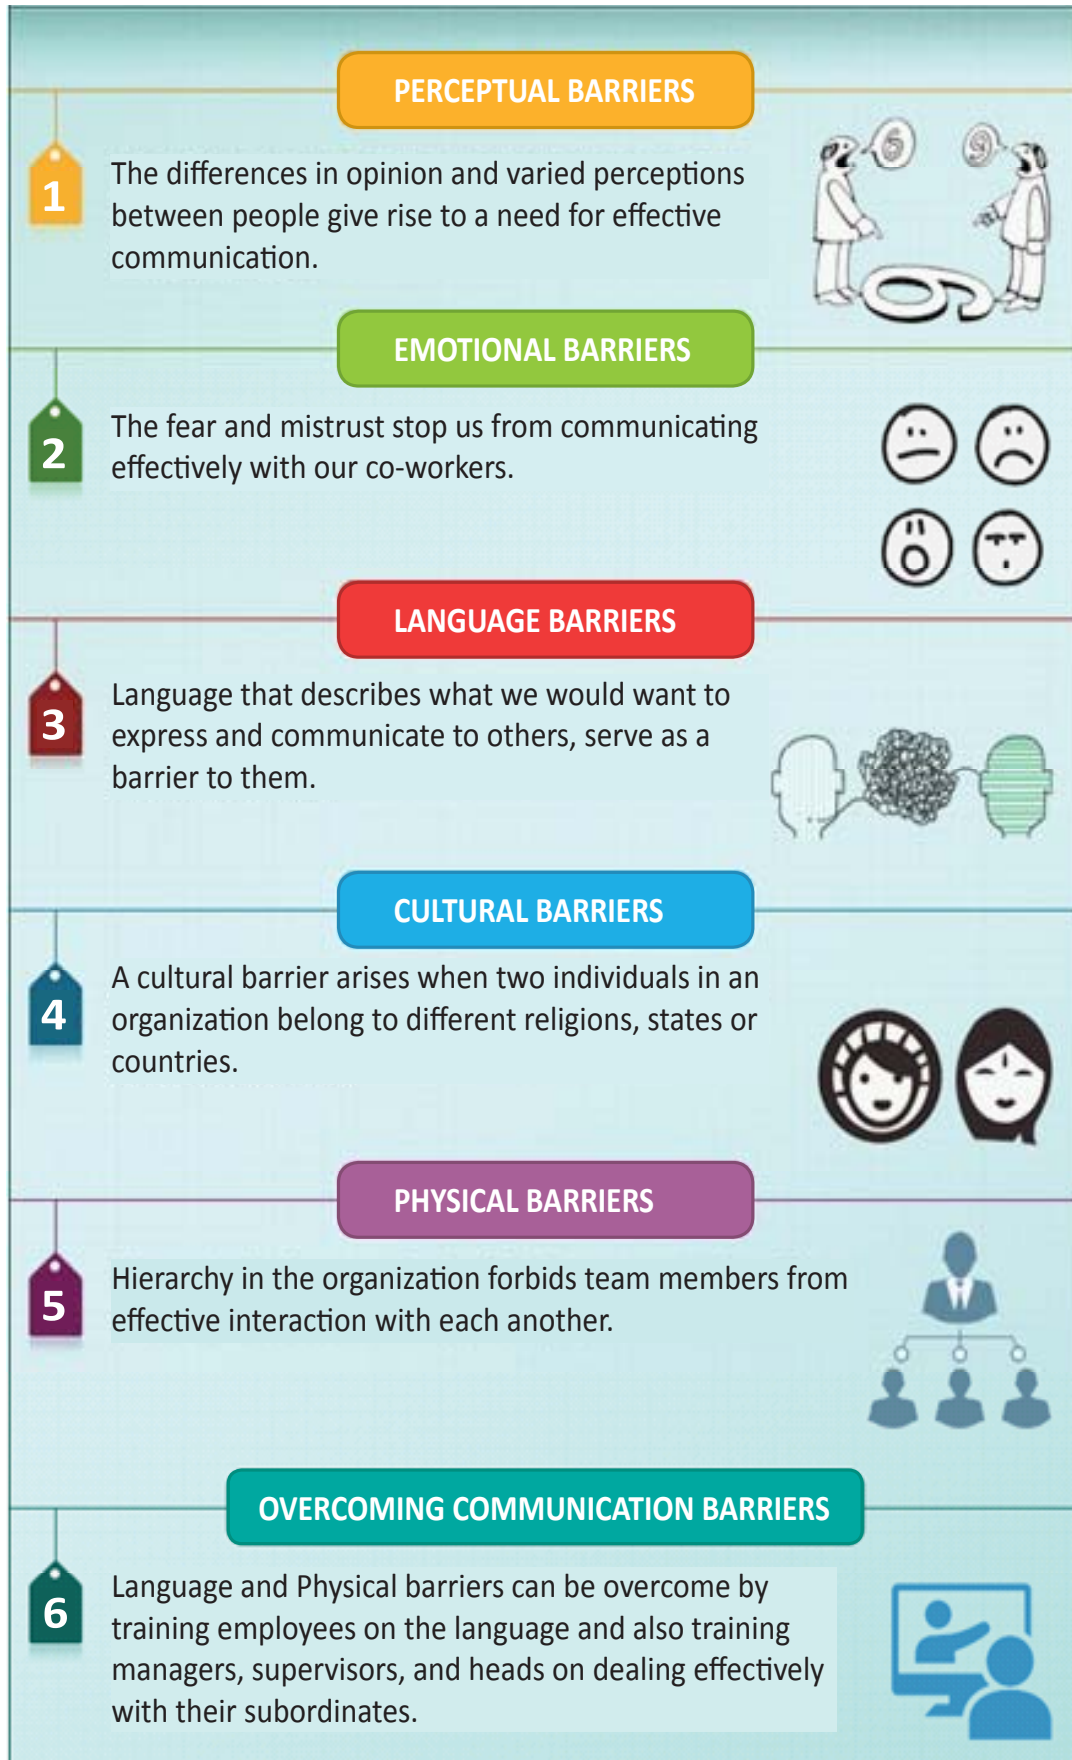 PERCEPTUAL BARRIERS
1
The differences in opinion and varied perceptions
between people give rise to a need for effective
communication.
6
9
6
EMOTIONAL BARRIERS
2
The fear and mistrust stop us from communicating
effectively with our co-workers.
LANGUAGE BARRIERS
3
Language that describes what we would want to
express and communicate to others, serve as a
barrier to them.
CULTURAL BARRIERS
4
A cultural barrier arises when two individuals in an
organization belong to different religions, states or
countries.
PHYSICAL BARRIERS
5
Hierarchy in the organization forbids team members from
effective interaction with each another.
OVERCOMING COMMUNICATION BARRIERS
6
Language and Physical barriers can be overcome by
training employees on the language and also training
managers, supervisors, and heads on dealing effectively
with their subordinates.